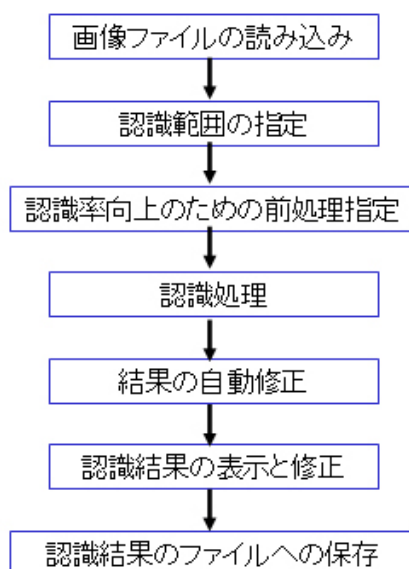 画像ファイルの読み込み
認識範囲の指定
認識率向上のための前処理指定
認識処理
結果の自動修正
認識結果の表示と修正
認識結果のファイルへの保存